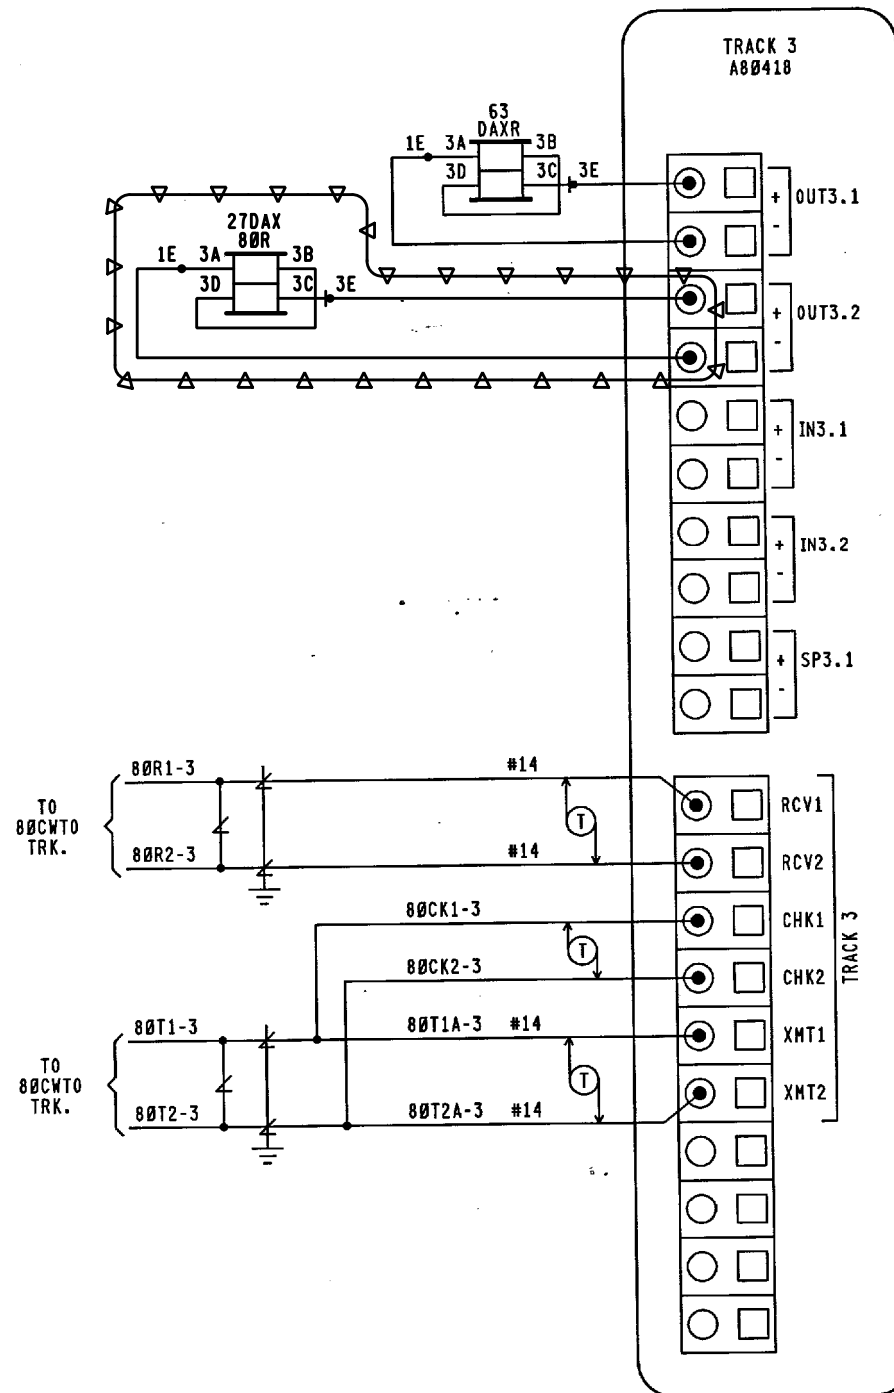 TRACK 3
A80418
63
DAXR
1E 3A 3B
3D 3C 3E
+ OUT3.1
-
27DAX
80R
1E 3A 3B
3D 3C 3E
+ OUT3.2
-
+ IN3.1
-
+ IN3.2
-
+ SP3.1
-
80R1-3 #14
RCV1
TO
80CWTO
TRK.
T
80R2-3 #14
RCV2
80CK1-3
CHK1
T
80CK2-3
CHK2
TRACK 3
80T1-3 80T1A-3 #14
XMT1
TO
80CWTO
TRK.
T
80T2-3 80T2A-3 #14
XMT2